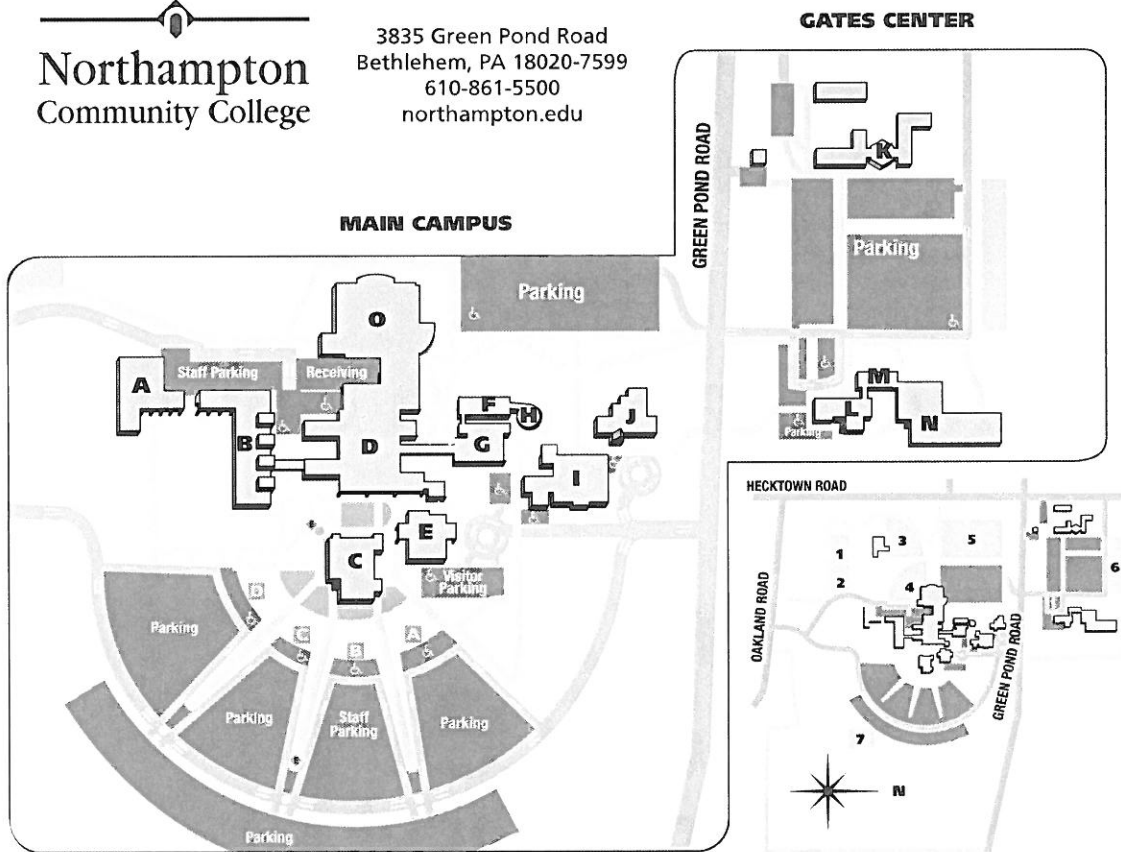 Northampton
Community College
3835 Green Pond Road
Bethlehem, PA 18020-7599
610-861-5500
northampton.edu
GATES CENTER
GREEN POND ROAD
K
Parking
M
L
N
Parking
MAIN CAMPUS
Parking
O
A
Staff Parking
Receiving
B
D
F
H
G
J
I
E
C
Visitor
Parking
D
C
B
A
Parking
Parking
Staff
Parking
Parking
Parking
HECKTOWN ROAD
OAKLAND ROAD
GREEN POND ROAD
1
2
3
4
5
6
7
N